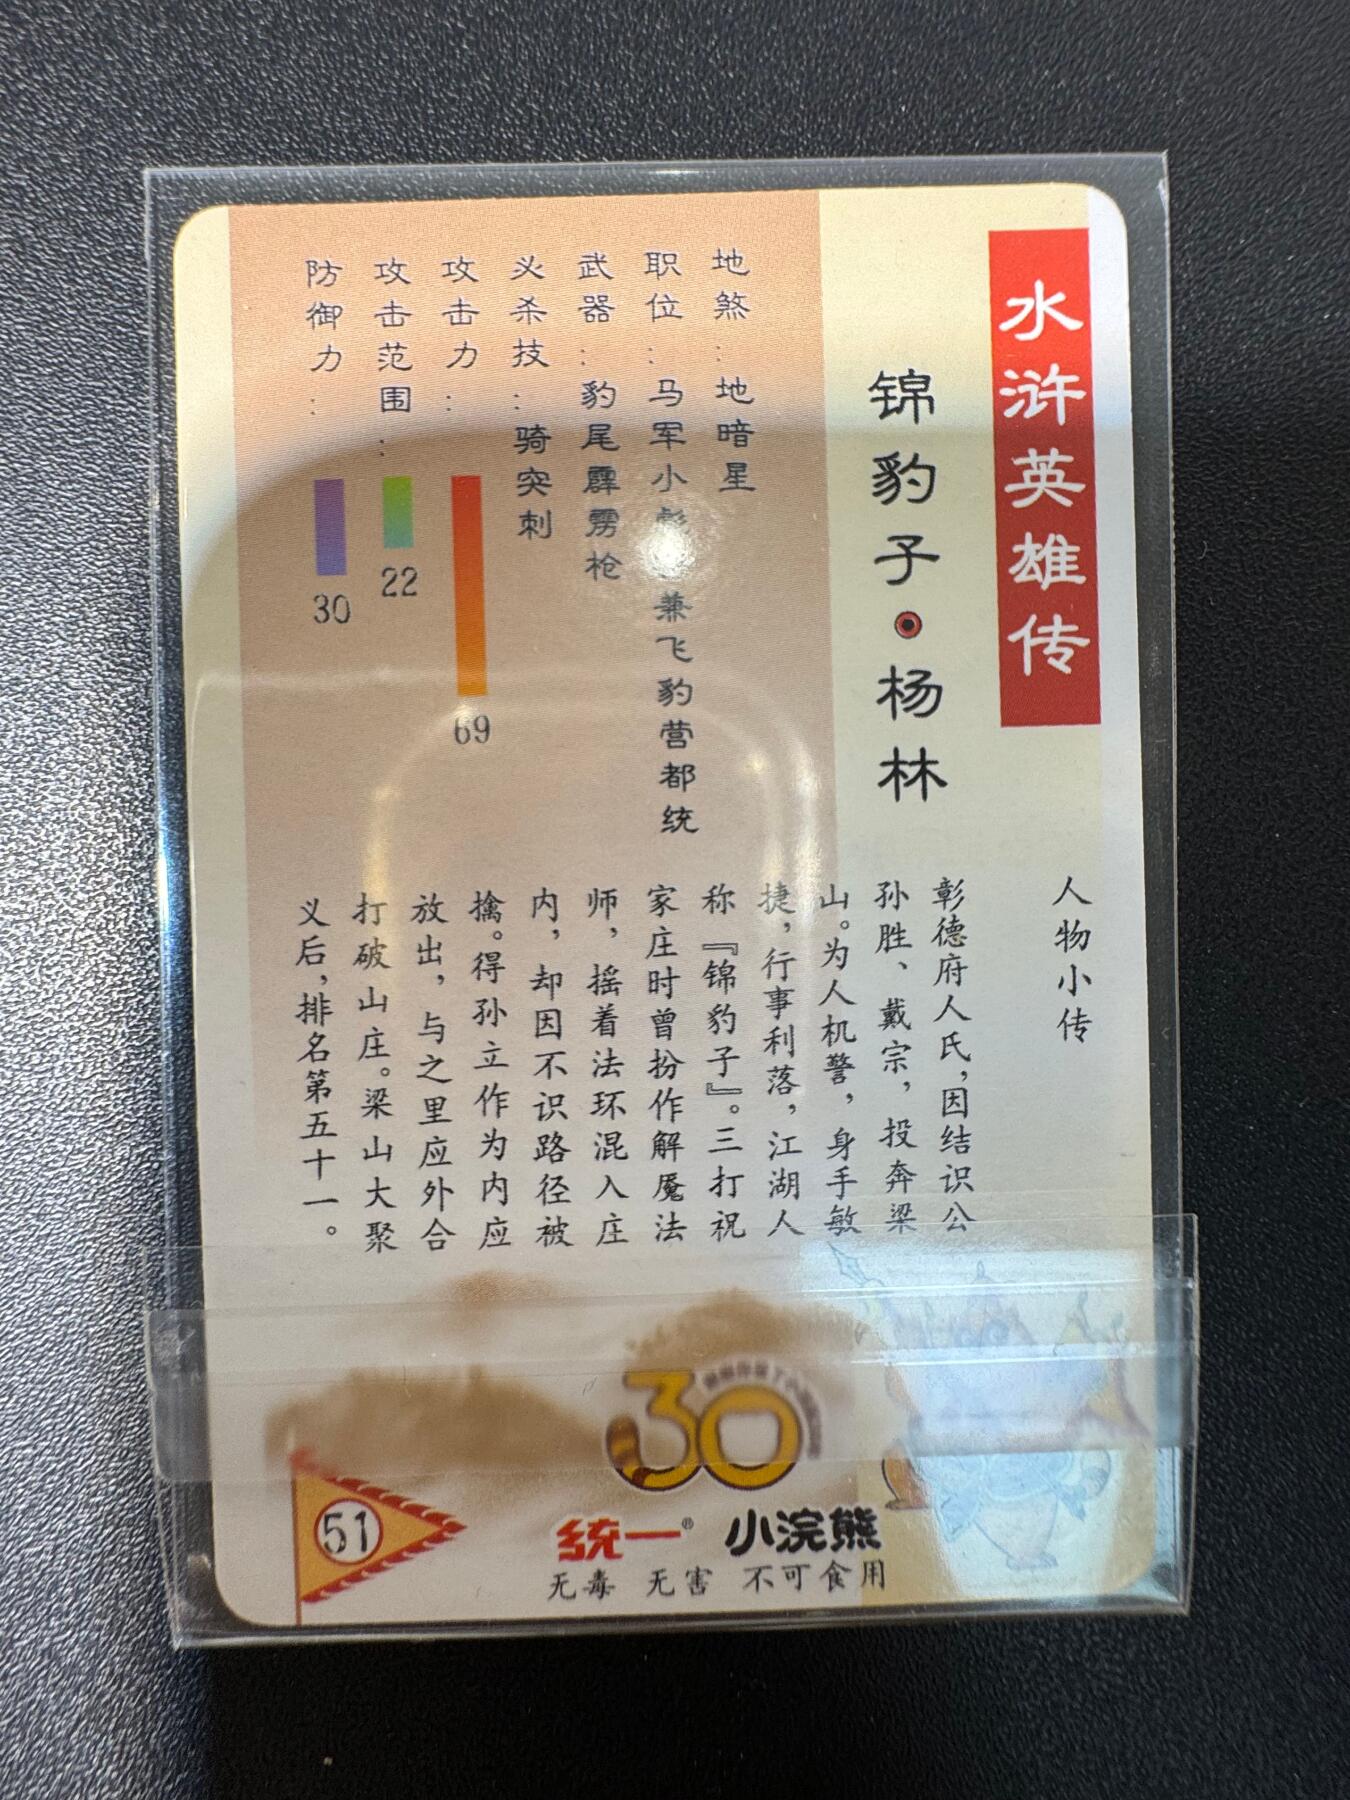 水浒英雄传
锦豹子·杨林
地煞：地暗星
职位：马军小彪 兼飞豹营都统
武器：豹尾霹雳枪
必杀技：骑突刺
攻击力：
69
攻击范围：
22
防御力：
30
人物小传
彰德府人氏，因结识公
孙胜、戴宗，投奔梁
山。为人机警，身手敏
捷，行事利落，江湖人
称『锦豹子』。三打祝
家庄时曾扮作解魇法
师，摇着法环混入庄
内，却因不识路径被
擒。得孙立作为内应
放出，与之里应外合
打破山庄。梁山大聚
义后，排名第五十一。
30
51
统一® 小浣熊
无毒 无害 不可食用